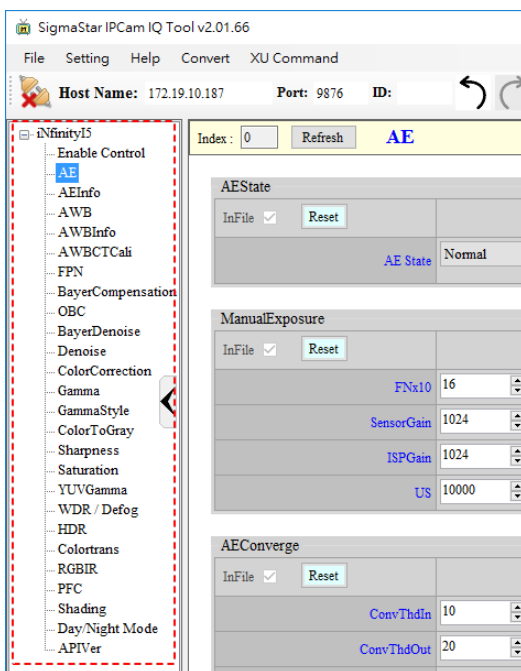 SigmaStar IPCam IQ Tool v2.01.66
File Setting Help Convert XU Command
Host Name: 172.19.10.187 Port: 9876 ID:
iNfinityI5
Enable Control
AE
AEInfo
AWB
AWBInfo
AWBCTCali
FPN
BayerCompensation
OBC
BayerDenoise
Denoise
ColorCorrection
Gamma
GammaStyle
ColorToGray
Sharpness
Saturation
YUVGamma
WDR / Defog
HDR
Colortrans
RGBIR
PFC
Shading
Day/Night Mode
APIVer
Index : 0 Refresh AE
AEState
InFile Reset
AE State Normal
ManualExposure
InFile Reset
FNx10 16
SensorGain 1024
ISPGain 1024
US 10000
AEConverge
InFile Reset
ConvThdIn 10
ConvThdOut 20